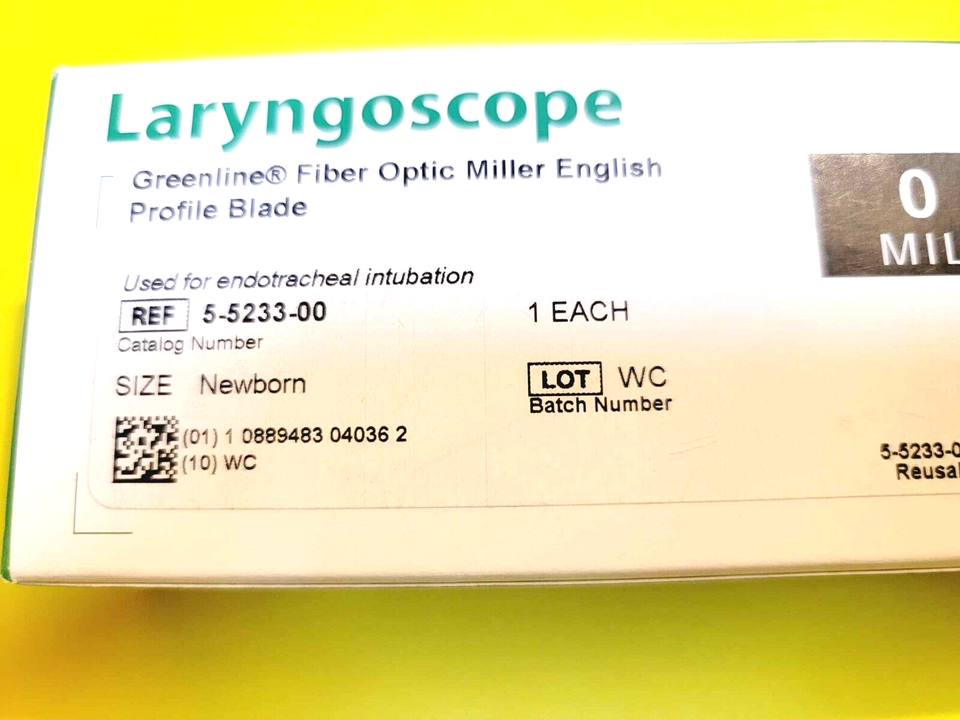 Laryngoscope
Greenline® Fiber Optic Miller English
Profile Blade
0
MIL
Used for endotracheal intubation
REF 5-5233-00
1 EACH
Catalog Number
SIZE Newborn
LOT WC
Batch Number
(01) 1 0889483 04036 2
(10) WC
5-5233-0
Reusa